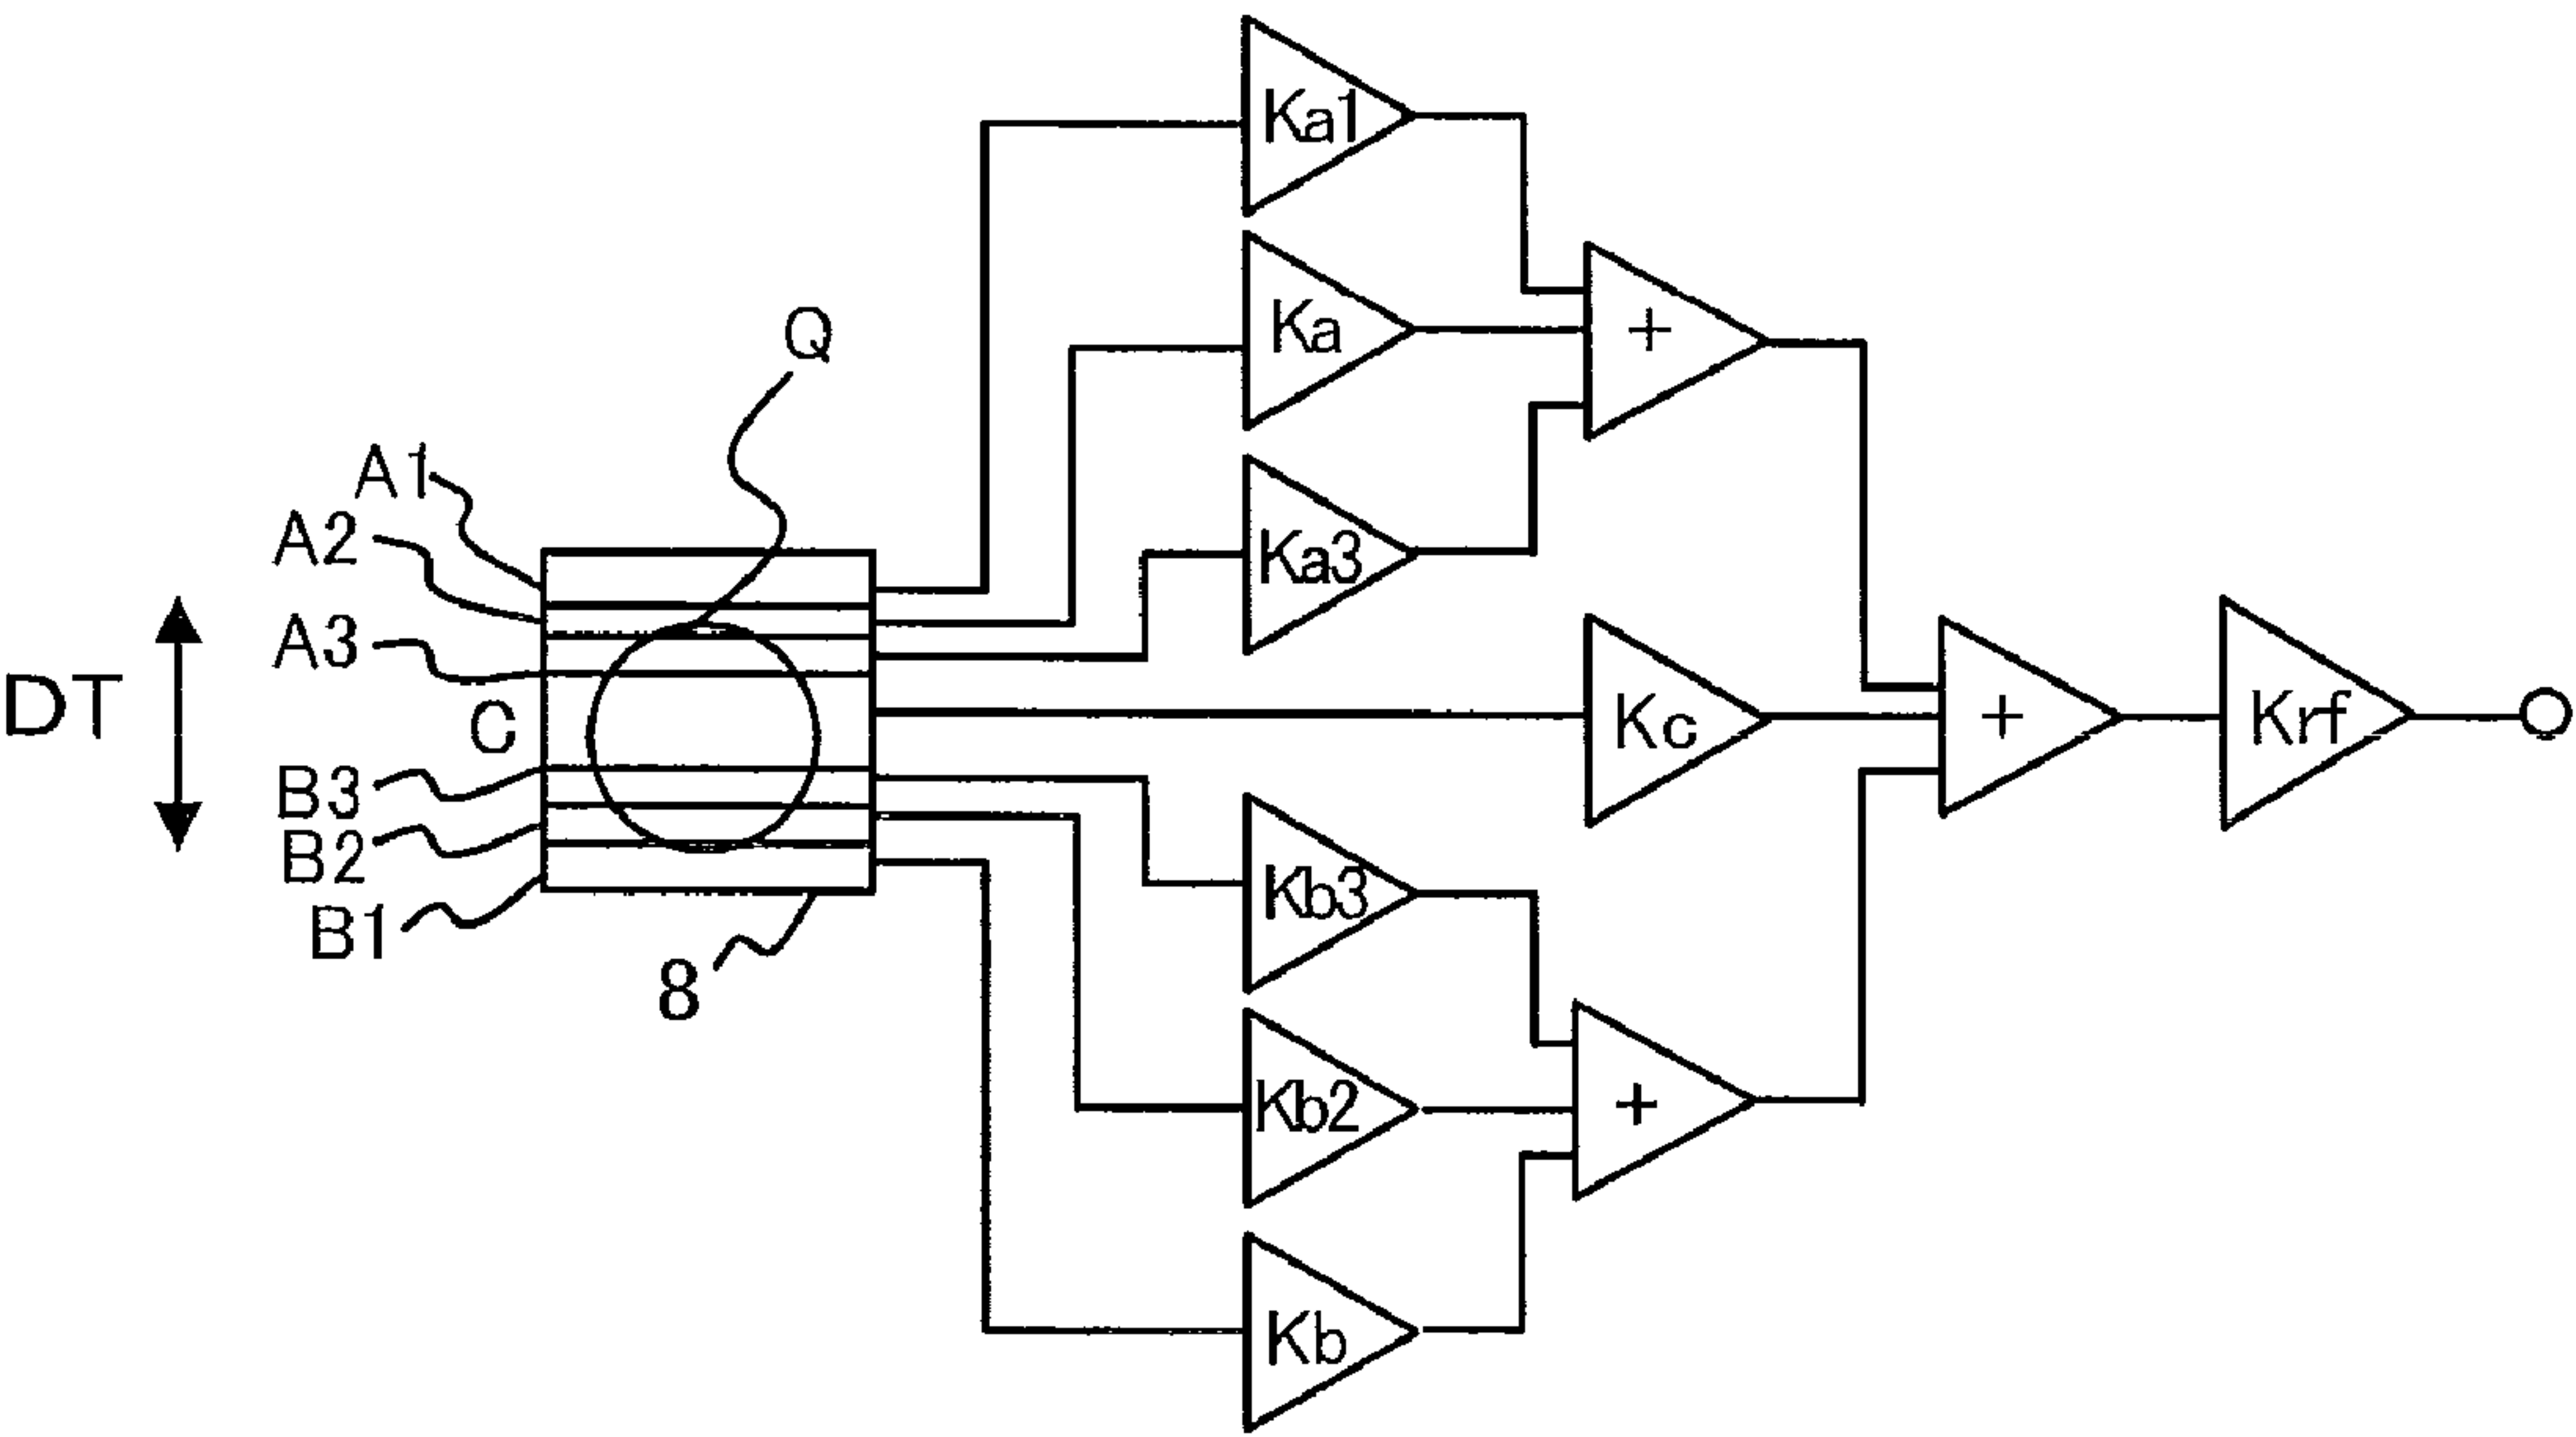 Ka1
Q
Ka
+
A1
A2
Ka3
A3
DT
C
Kc
+
Krf
B3
B2
Kb3
B1
8
Kb2
+
Kb